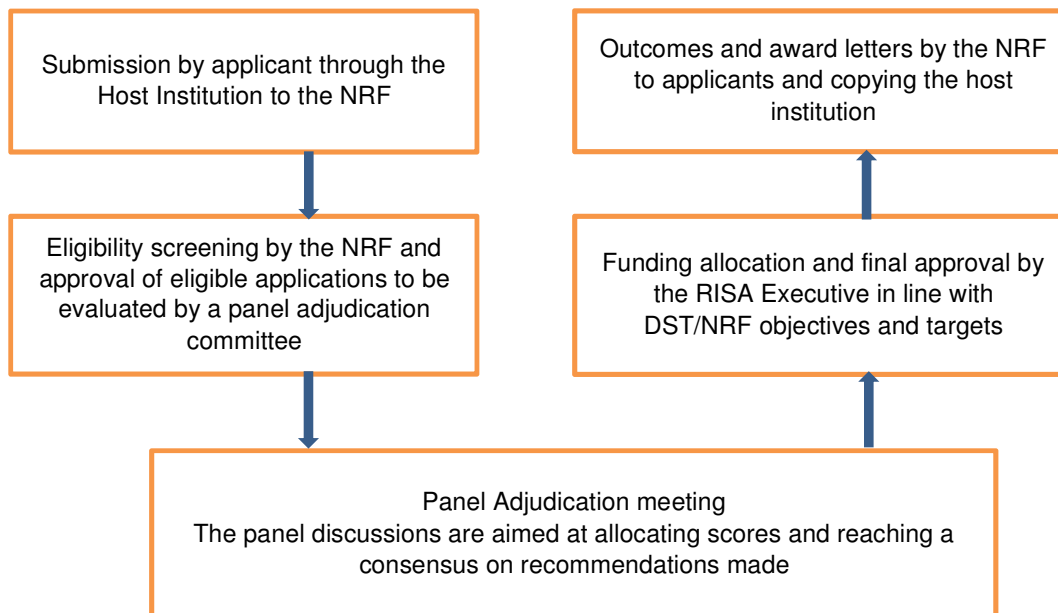 Submission by applicant through the
Host Institution to the NRF
Eligibility screening by the NRF and
approval of eligible applications to be
evaluated by a panel adjudication
committee
Panel Adjudication meeting
The panel discussions are aimed at allocating scores and reaching a
consensus on recommendations made
Funding allocation and final approval by
the RISA Executive in line with
DST/NRF objectives and targets
Outcomes and award letters by the NRF
to applicants and copying the host
institution